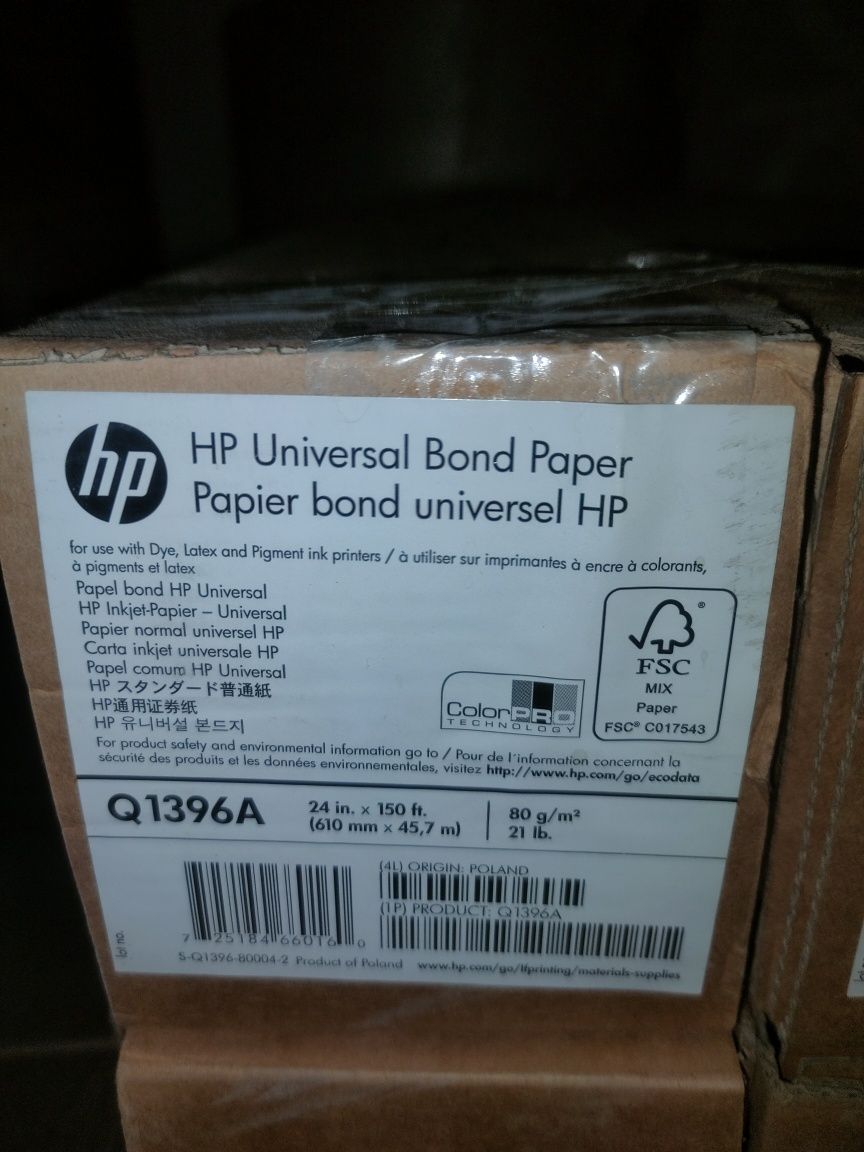 hp
HP Universal Bond Paper
Papier bond universel HP
for use with Dye, Latex and Pigment ink printers / à utiliser sur imprimantes à encre à colorants,
à pigments et latex
Papel bond HP Universal
HP Inkjet-Papier – Universal
Papier normal universel HP
Carta inkjet universale HP
Papel comum HP Universal
HP スタンダード普通紙
HP通用证券纸
HP 유니버설 본드지
ColorPRO
TECHNOLOGY
FSC
®
MIX
Paper
FSC® C017543
For product safety and environmental information go to / Pour de l'information concernant la
sécurité des produits et les données environnementales, visitez http://www.hp.com/go/ecodata
Q1396A
24 in. x 150 ft.
(610 mm x 45,7 m)
80 g/m²
21 lb.
lot no.
7 25184 66016 0
(4L) ORIGIN: POLAND
(1P) PRODUCT: Q1396A
S-Q1396-80004-2 Product of Poland www.hp.com/go/lfprinting/materials-supplies